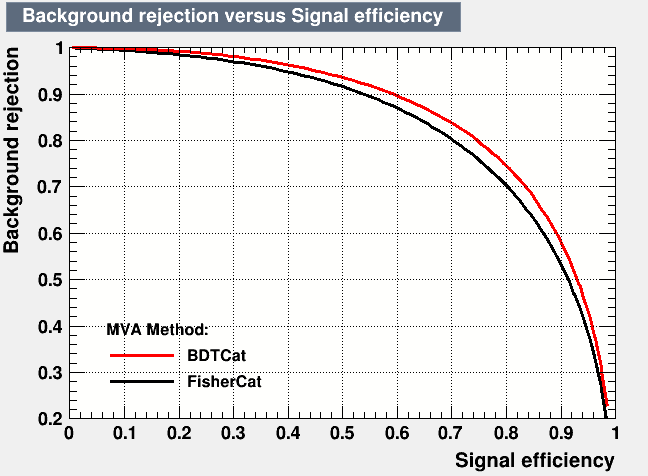 Background rejection versus Signal efficiency
Background rejection
1
0.9
0.8
0.7
0.6
0.5
0.4
0.3
0.2
MVA Method:
BDTCat
FisherCat
0 0.1 0.2 0.3 0.4 0.5 0.6 0.7 0.8 0.9 1
Signal efficiency